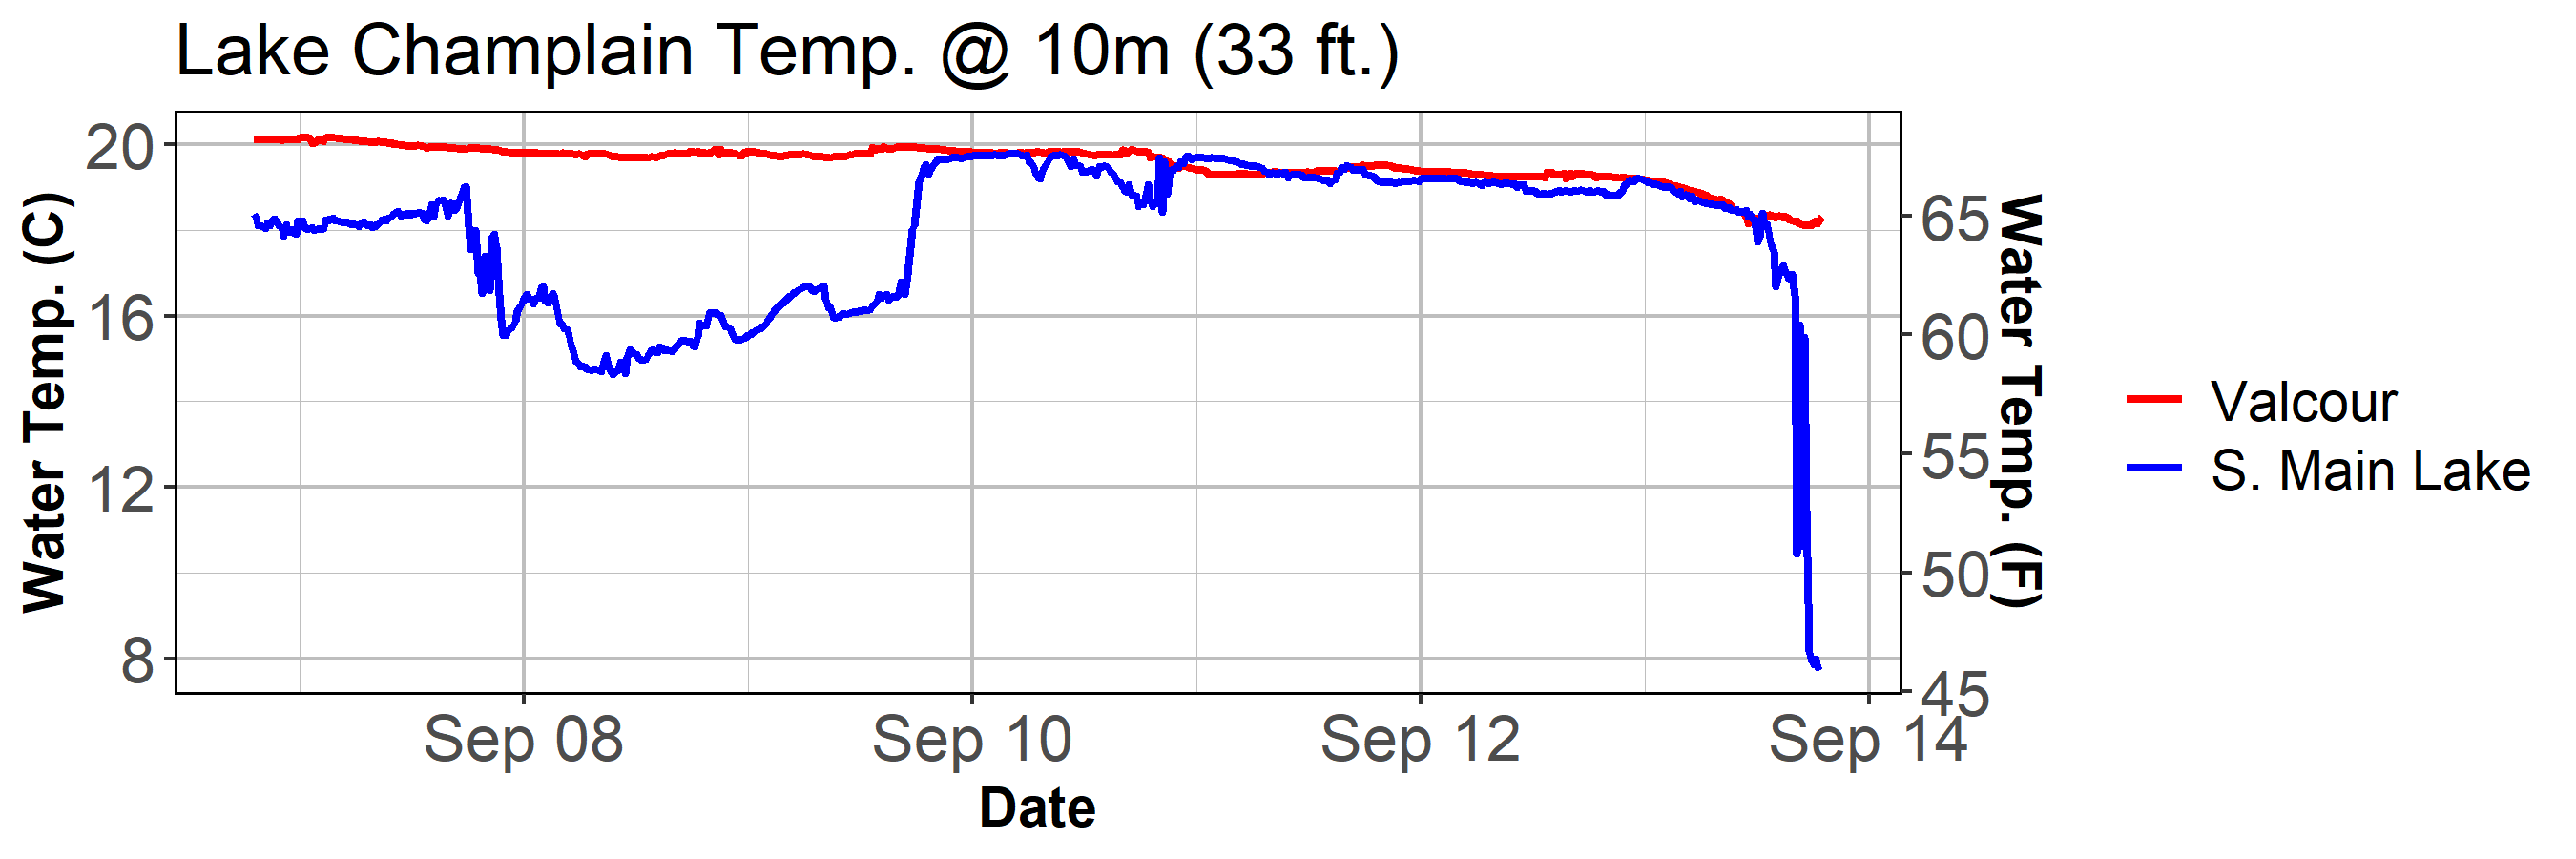 Lake Champlain Temp. @ 10m (33 ft.)
Water Temp. (C)
20
16
12
8
65
60
55
50
45
Water Temp. (F)
Sep 08 Sep 10 Sep 12 Sep 14
Date
Valcour
S. Main Lake